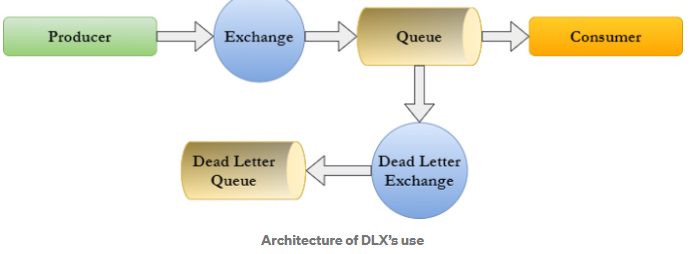 Producer
Exchange
Queue
Consumer
Dead Letter
Queue
Dead Letter
Exchange
Architecture of DLX's use